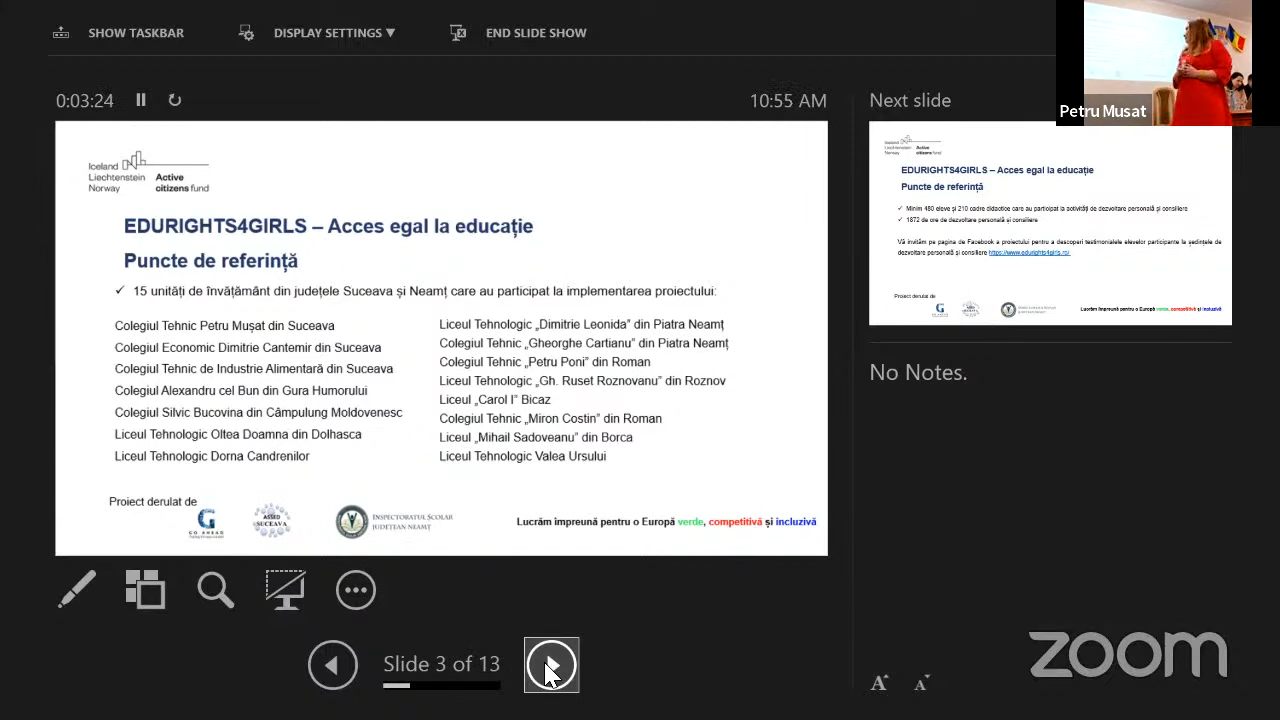 SHOW TASKBAR
DISPLAY SETTINGS ▼
END SLIDE SHOW
Petru Musat
0:03:24
10:55 AM
Iceland
Liechtenstein
Norway
Active
citizens fund
EDURIGHTS4GIRLS – Acces egal la educație
Puncte de referință
✓ 15 unități de învățământ din județele Suceava și Neamț care au participat la implementarea proiectului:
Colegiul Tehnic Petru Mușat din Suceava
Colegiul Economic Dimitrie Cantemir din Suceava
Colegiul Tehnic de Industrie Alimentară din Suceava
Colegiul Alexandru cel Bun din Gura Humorului
Colegiul Silvic Bucovina din Câmpulung Moldovenesc
Liceul Tehnologic Oltea Doamna din Dolhasca
Liceul Tehnologic Dorna Candrenilor
Liceul Tehnologic „Dimitrie Leonida” din Piatra Neamț
Colegiul Tehnic „Gheorghe Cartianu” din Piatra Neamț
Colegiul Tehnic „Petru Poni” din Roman
Liceul Tehnologic „Gh. Ruset Roznovanu” din Roznov
Liceul „Carol I” Bicaz
Colegiul Tehnic „Miron Costin” din Roman
Liceul „Mihail Sadoveanu” din Borca
Liceul Tehnologic Valea Ursului
Proiect derulat de
GO AHEAD
ASSED
SUCEAVA
INSPECTORATUL ȘCOLAR
JUDEȚEAN NEAMȚ
Lucrăm împreună pentru o Europă verde, competitivă și incluzivă
Next slide
Iceland
Liechtenstein
Norway
Active
citizens fund
EDURIGHTS4GIRLS – Acces egal la educație
Puncte de referință
✓ Minim 480 eleve și 210 cadre didactice care au participat la activități de dezvoltare personală și consiliere
✓ 1872 de ore de dezvoltare personală și consiliere
Vă invităm pe pagina de Facebook a proiectului pentru a descoperi testimonialele elevelor participante la ședințele de
dezvoltare personală și consiliere https://www.edurights4girls.ro/
Proiect derulat de
Lucrăm împreună pentru o Europă verde, competitivă și incluzivă
No Notes.
Slide 3 of 13
A A
zoom